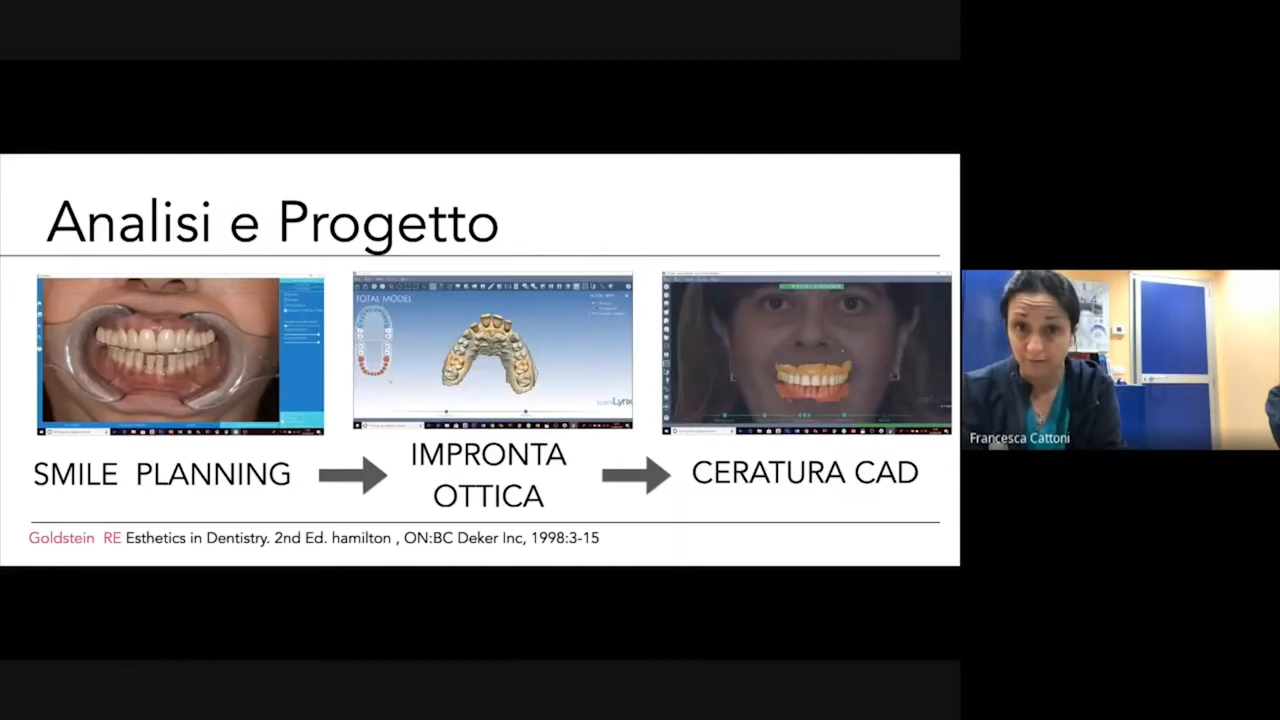 Analisi e Progetto
TOTAL MODEL
scanLynx
SMILE PLANNING
IMPRONTA
OTTICA
CERATURA CAD
Goldstein RE Esthetics in Dentistry. 2nd Ed. hamilton , ON:BC Deker Inc, 1998:3-15
Francesca Cattoni